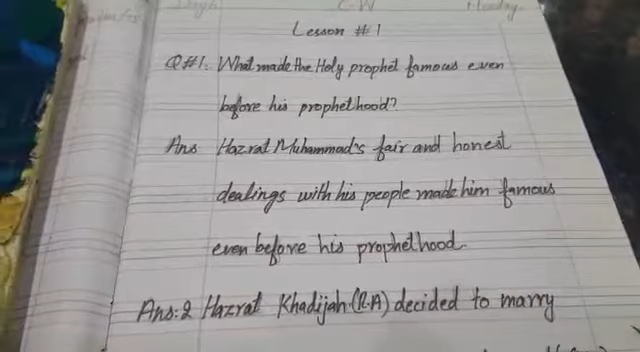 C.W Monday
Lesson #1
Q#1. What made the Holy prophet famous even
before his prophethood?
Ans Hazrat Muhammad's fair and honest
dealings with his people made him famous
even before his prophethood.
Ans:2 Hazrat Khadijah (R.A) decided to marry